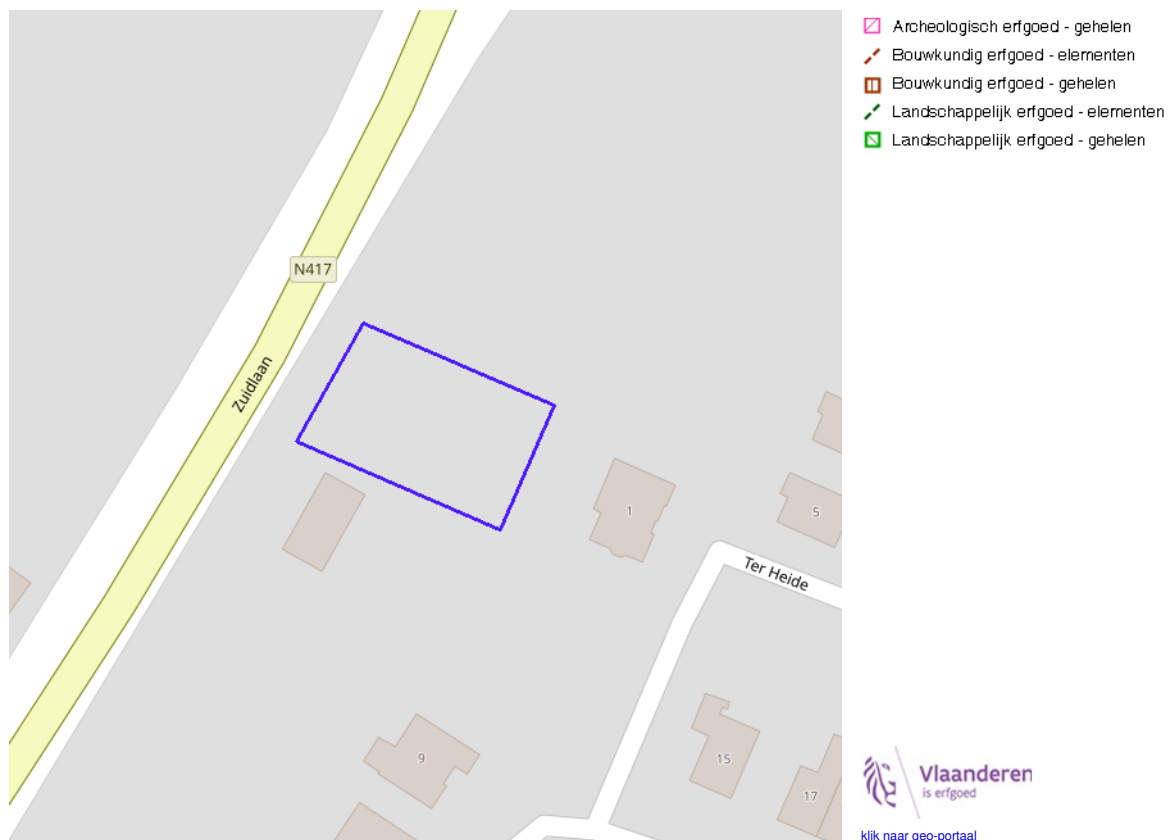 Archeologisch erfgoed - gehelen
Bouwkundig erfgoed - elementen
Bouwkundig erfgoed - gehelen
Landschappelijk erfgoed - elementen
Landschappelijk erfgoed - gehelen
N417
Zuidlaan
1
5
Ter Heide
9
15
17
Vlaanderen
is erfgoed
klik naar geo-portaal